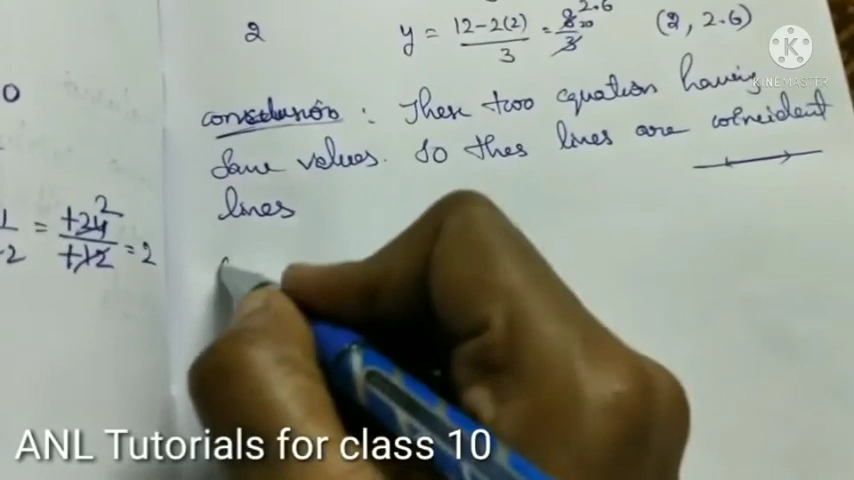 2 y = 12-2(2)/3 = 8/3 2.6 (2, 2.6)
KINEMASTER
0
conclusion : These two equation having
same values. So thes lines are coincident
lines
= +24/+12 2 = 2
ANL Tutorials for class 10